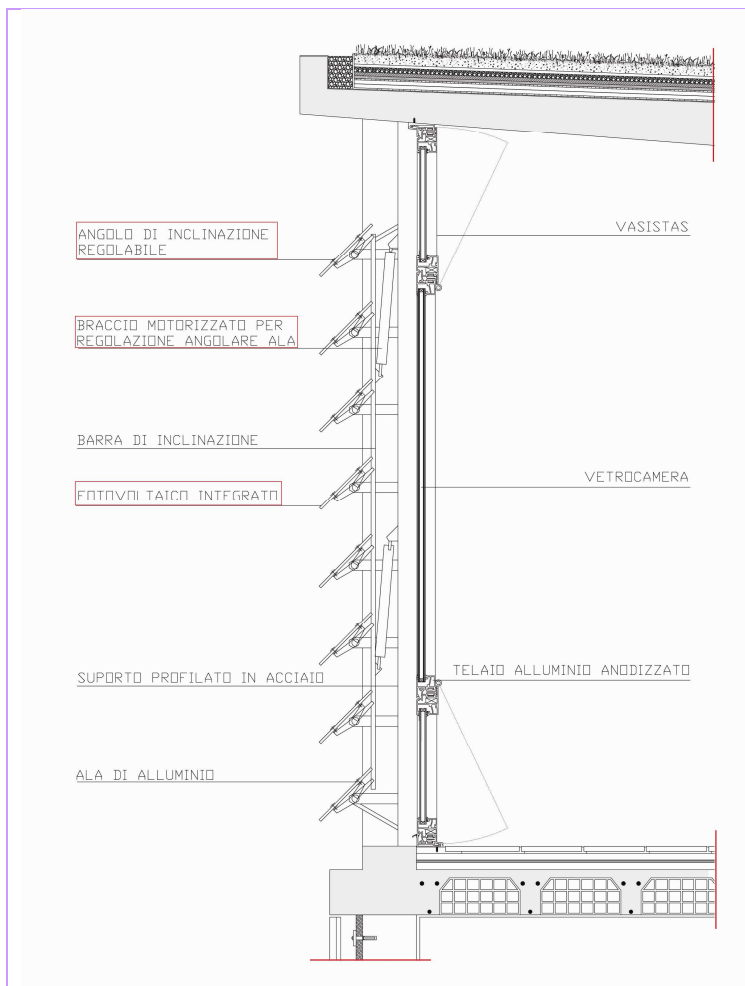 ANGOLO DI INCLINAZIONE
REGOLABILE
VASISTAS
BRACCIO MOTORIZZATO PER
REGOLAZIONE ANGOLARE ALA
BARRA DI INCLINAZIONE
FOTOVOLTAICO INTEGRATO
VETROCAMERA
SUPORTO PROFILATO IN ACCIAIO
TELAIO ALLUMINIO ANODIZZATO
ALA DI ALLUMINIO